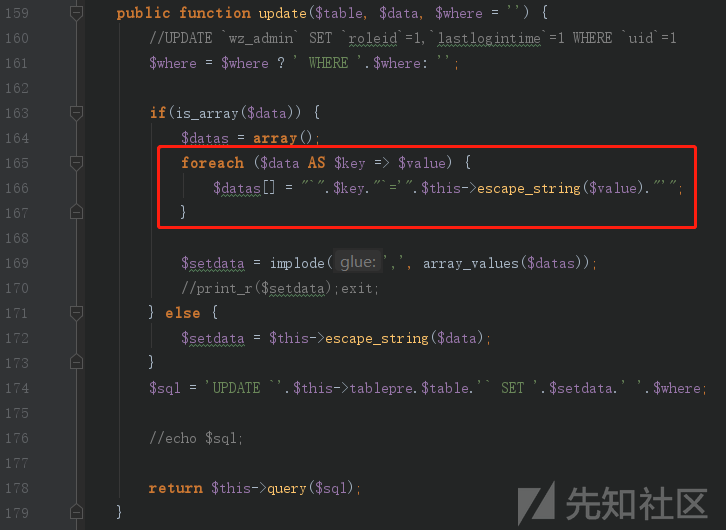 159 public function update($table, $data, $where = '') {
160 //UPDATE `wz_admin` SET `roleid`=1,`lastlogintime`=1 WHERE `uid`=1
161 $where = $where ? ' WHERE '.$where: '';
162
163 if(is_array($data)) {
164 $datas = array();
165 foreach ($data AS $key => $value) {
166 $datas[] = "`".$key."`='".$this->escape_string($value)."'";
167 }
168
169 $setdata = implode( glue: ',', array_values($datas));
170 //print_r($setdata);exit;
171 } else {
172 $setdata = $this->escape_string($data);
173 }
174 $sql = 'UPDATE `'.$this->tablepre.$table.'` SET '.$setdata.' '.$where;
175
176 //echo $sql;
177
178 return $this->query($sql);
179 }
先知社区